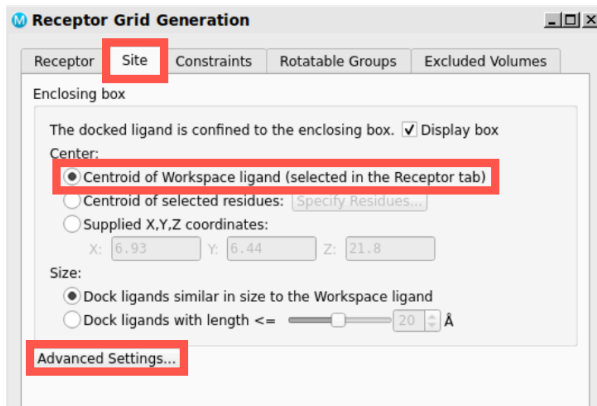 Receptor Grid Generation
Receptor Site Constraints Rotatable Groups Excluded Volumes
Enclosing box
The docked ligand is confined to the enclosing box. Display box
Center:
Centroid of Workspace ligand (selected in the Receptor tab)
Centroid of selected residues: Specify Residues...
Supplied X,Y,Z coordinates:
X: 6.93 Y: 6.44 Z: 21.8
Size:
Dock ligands similar in size to the Workspace ligand
Dock ligands with length <= 20 Å
Advanced Settings...